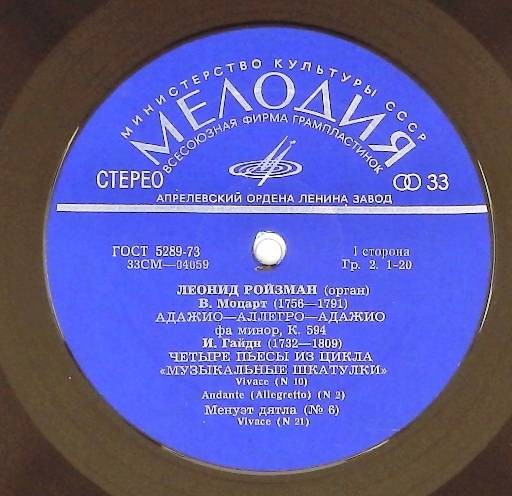 МИНИСТЕРСТВО КУЛЬТУРЫ СССР
МЕЛОДИЯ
ВСЕСОЮЗНАЯ ФИРМА ГРАМПЛАСТИНОК
СТЕРЕО
33
АПРЕЛЕВСКИЙ ОРДЕНА ЛЕНИНА ЗАВОД
ГОСТ 5289-73
1 сторона
33СМ—04059
Гр. 2. 1-20
ЛЕОНИД РОЙЗМАН (орган)
В. Моцарт (1756—1791)
АДАЖИО—АЛЛЕГРО—АДАЖИО
фа минор, К. 594
И. Гайдн (1732—1809)
ЧЕТЫРЕ ПЬЕСЫ ИЗ ЦИКЛА
«МУЗЫКАЛЬНЫЕ ШКАТУЛКИ»
Vivace (N 10)
Andante (Allegretto) (N 2)
Менуэт дятла (№ 6)
Vivace (N 21)